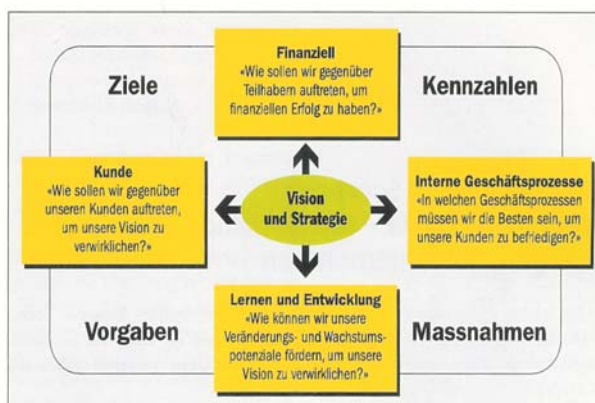 Ziele
Finanziell
«Wie sollen wir gegenüber
Teilhabern auftreten, um
finanziellen Erfolg zu haben?»
Kennzahlen
Kunde
«Wie sollen wir gegenüber
unseren Kunden auftreten,
um unsere Vision zu
verwirklichen?»
Vision
und Strategie
Interne Geschäftsprozesse
«In welchen Geschäftsprozessen
müssen wir die Besten sein, um
unsere Kunden zu befriedigen?»
Vorgaben
Lernen und Entwicklung
«Wie können wir unsere
Veränderungs- und Wachstums-
potenziale fördern, um unsere
Vision zu verwirklichen?»
Massnahmen